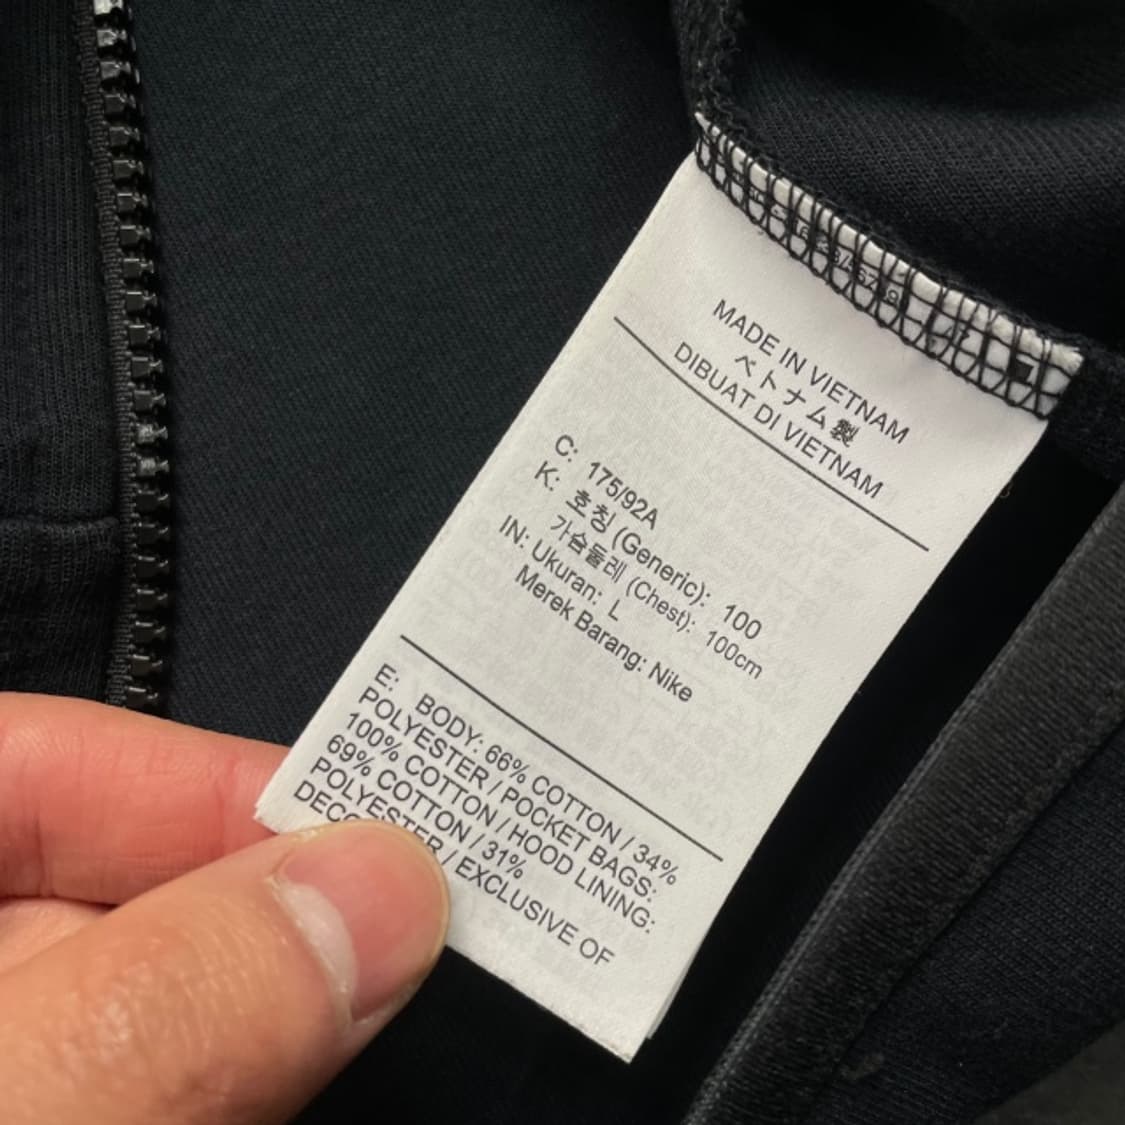 MADE IN VIETNAM
ベトナム製
DIBUAT DI VIETNAM
C: 175/92A
K: 호칭 (Generic): 100
가슴둘레 (Chest): 100cm
IN: Ukuran: L
Merek Barang: Nike
E: BODY: 66% COTTON / 34%
POLYESTER / POCKET BAGS:
100% COTTON / HOOD LINING:
69% COTTON / 31%
POLYESTER / EXCLUSIVE OF